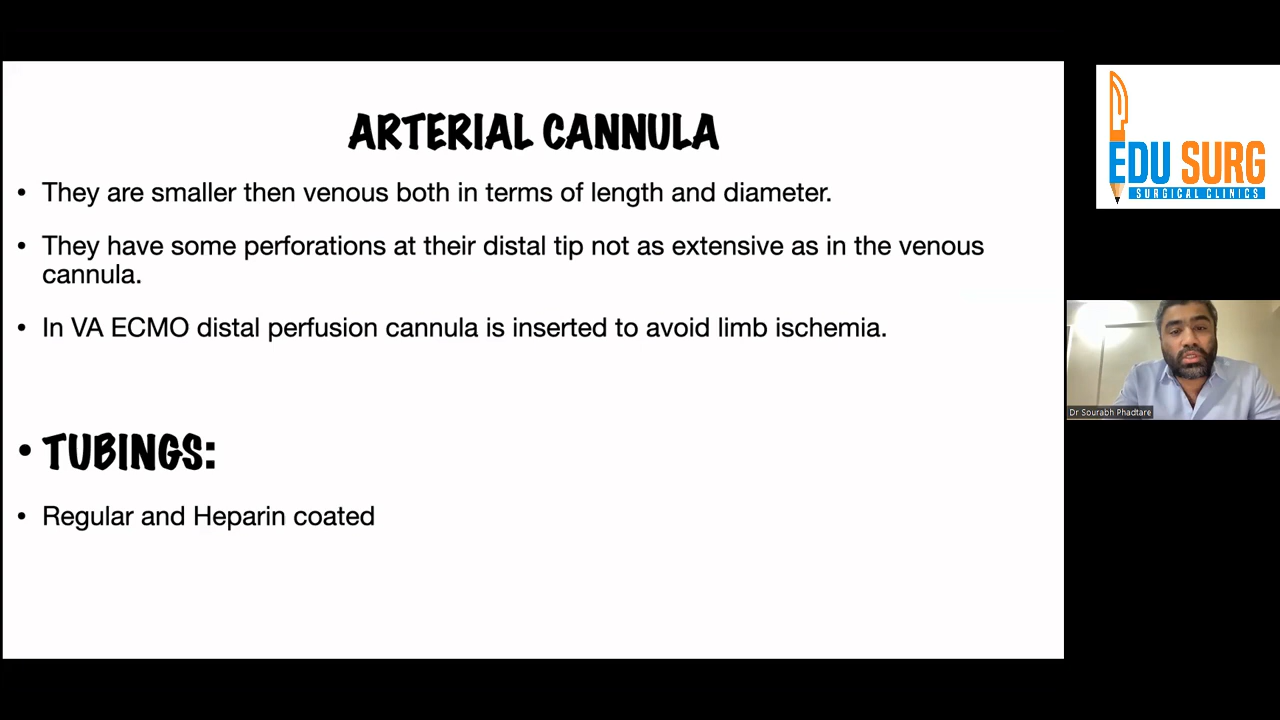 ARTERIAL CANNULA
• They are smaller then venous both in terms of length and diameter.
• They have some perforations at their distal tip not as extensive as in the venous
cannula.
• In VA ECMO distal perfusion cannula is inserted to avoid limb ischemia.
• TUBINGS:
• Regular and Heparin coated
EDU SURG
SURGICAL CLINICS
Dr Sourabh Phadtare